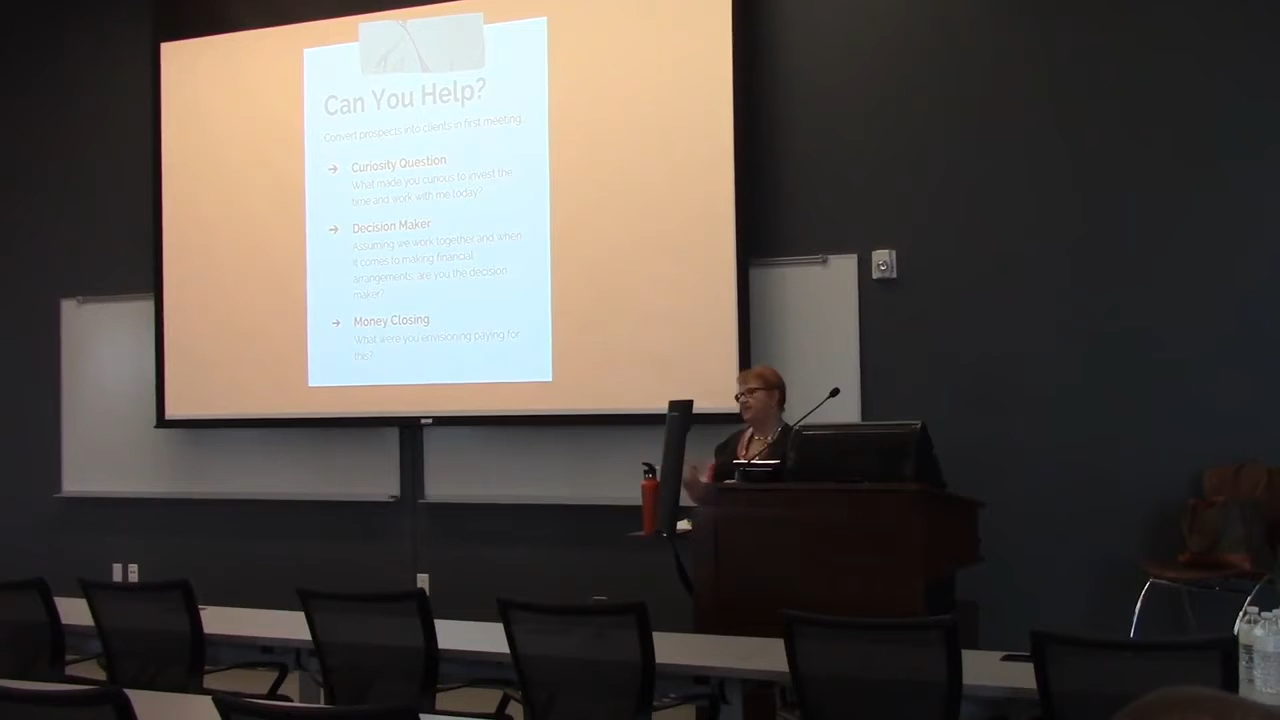 Can You Help?
Convert prospects into clients in first meeting.
→ Curiosity Question
What made you curious to invest the
time and work with me today?
→ Decision Maker
Assuming we work together and when
it comes to making financial
arrangements, are you the decision
maker?
→ Money Closing
What were you envisioning paying for
this?